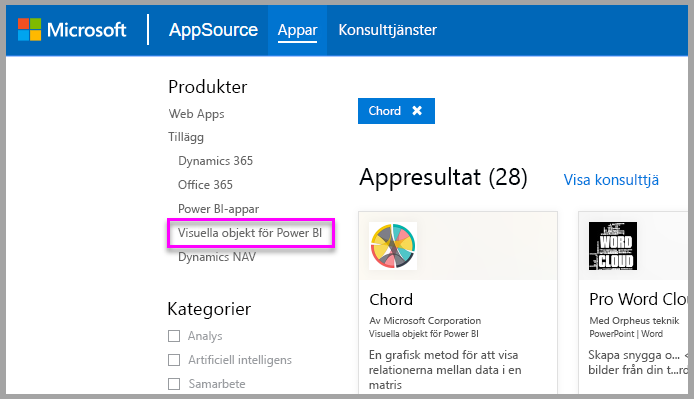 Microsoft AppSource Appar Konsulttjänster
Produkter
Web Apps
Tillägg
Dynamics 365
Office 365
Power BI-appar
Visuella objekt för Power BI
Dynamics NAV
Kategorier
Analys
Artificiell intelligens
Samarbete
Chord ×
Appresultat (28) Visa konsulttjä
Chord
Av Microsoft Corporation
Visuella objekt för Power BI
En grafisk metod för att visa
relationerna mellan data i en
matris
WORD
CLOUD
Pro Word Clou
Med Orpheus teknik
PowerPoint | Word
Skapa snygga o... <
bilder från din t...ro